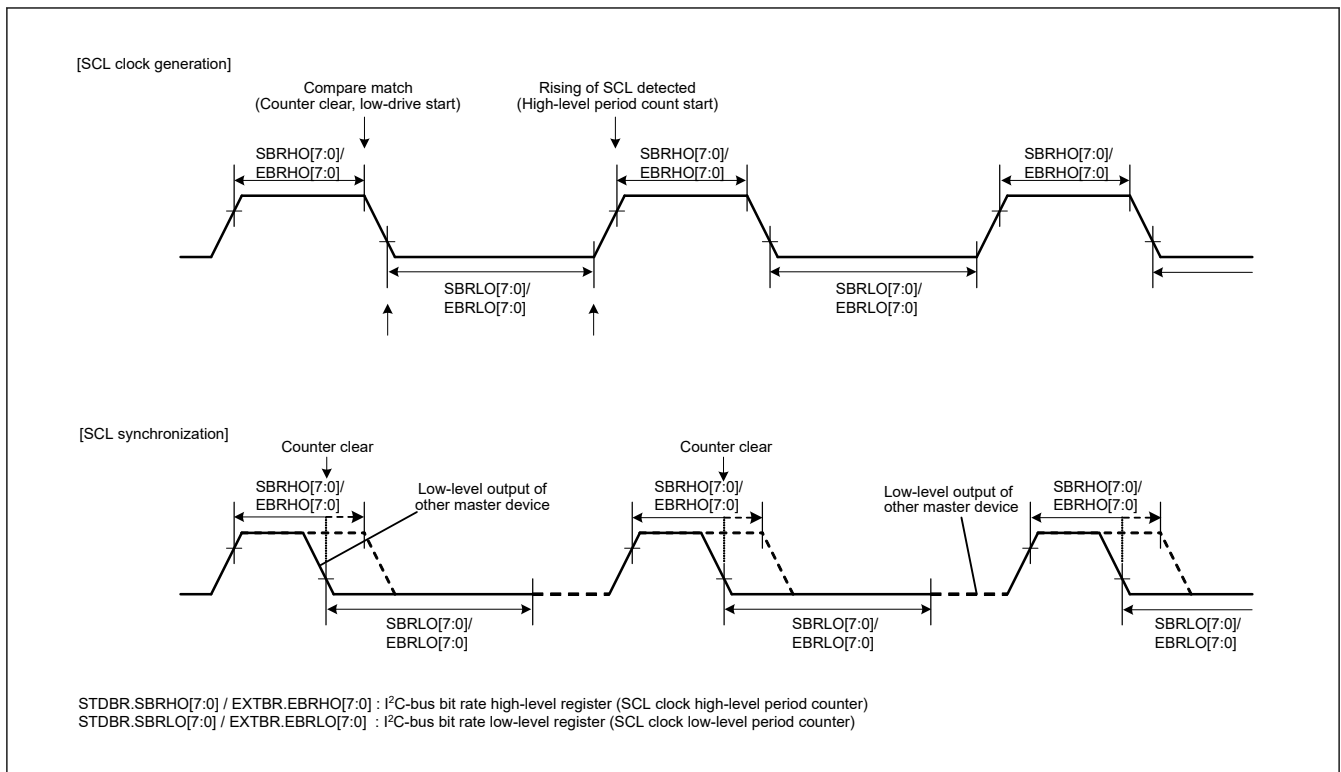 [SCL clock generation]
Compare match
(Counter clear, low-drive start)
Rising of SCL detected
(High-level period count start)
SBRHO[7:0]/
EBRHO[7:0]
SBRHO[7:0]/
EBRHO[7:0]
SBRHO[7:0]/
EBRHO[7:0]
SBRLO[7:0]/
EBRLO[7:0]
SBRLO[7:0]/
EBRLO[7:0]
[SCL synchronization]
Counter clear
Counter clear
SBRHO[7:0]/
EBRHO[7:0]
Low-level output of
other master device
SBRHO[7:0]/
EBRHO[7:0]
Low-level output of
other master device
SBRHO[7:0]/
EBRHO[7:0]
SBRLO[7:0]/
EBRLO[7:0]
SBRLO[7:0]/
EBRLO[7:0]
SBRLO[7:0]/
EBRLO[7:0]
STDBR.SBRHO[7:0] / EXTBR.EBRHO[7:0] : I²C-bus bit rate high-level register (SCL clock high-level period counter)
STDBR.SBRLO[7:0] / EXTBR.EBRLO[7:0] : I²C-bus bit rate low-level register (SCL clock low-level period counter)